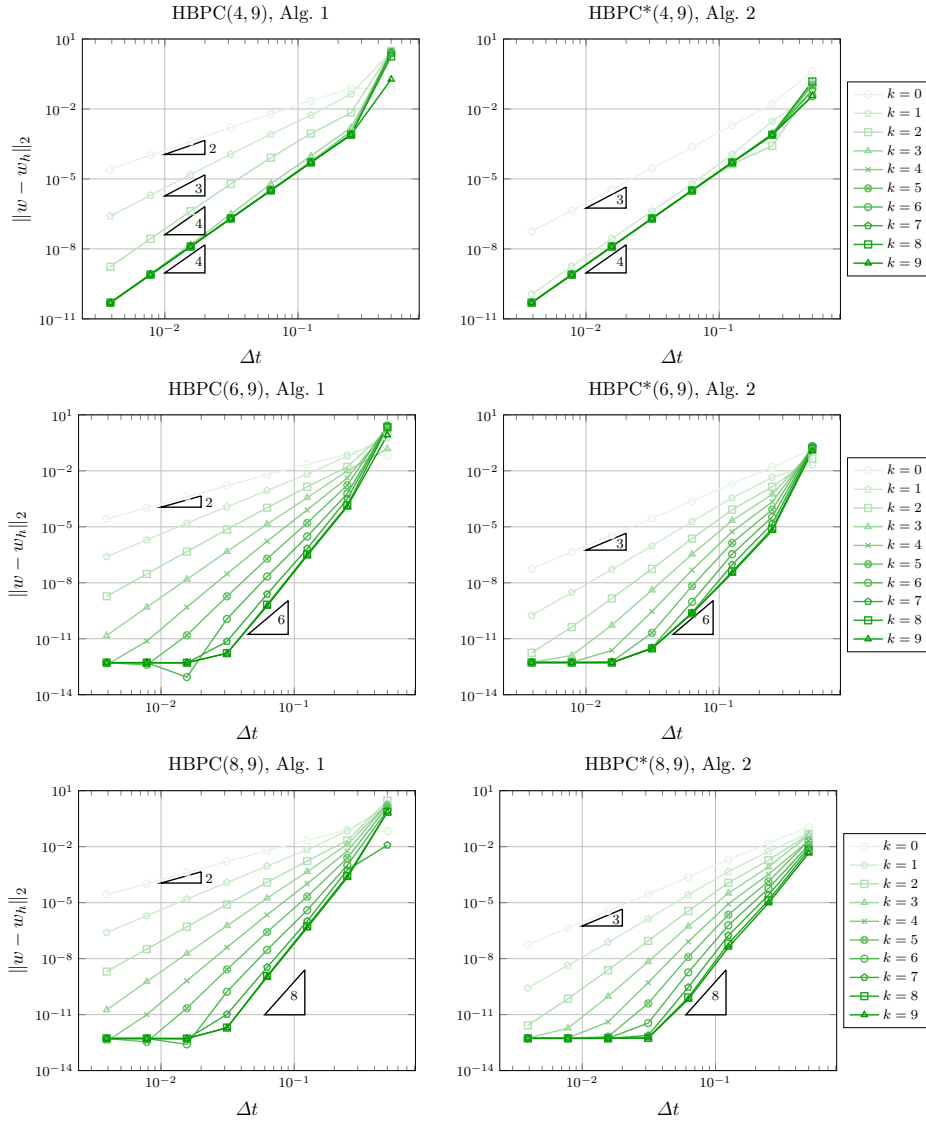 HBPC(4, 9), Alg. 1
HBPC*(4, 9), Alg. 2
10^1
10^-2
10^-5
10^-8
10^-11
‖w − w_h‖_2
2
3
4
4
10^-2
10^-1
Δt
3
4
10^1
10^-2
10^-5
10^-8
10^-11
10^-2
10^-1
Δt
k = 0
k = 1
k = 2
k = 3
k = 4
k = 5
k = 6
k = 7
k = 8
k = 9
HBPC(6, 9), Alg. 1
HBPC*(6, 9), Alg. 2
10^1
10^-2
10^-5
10^-8
10^-11
10^-14
‖w − w_h‖_2
2
6
10^-2
10^-1
Δt
10^1
10^-2
10^-5
10^-8
10^-11
10^-14
3
6
10^-2
10^-1
Δt
k = 0
k = 1
k = 2
k = 3
k = 4
k = 5
k = 6
k = 7
k = 8
k = 9
HBPC(8, 9), Alg. 1
HBPC*(8, 9), Alg. 2
10^1
10^-2
10^-5
10^-8
10^-11
10^-14
‖w − w_h‖_2
2
8
10^-2
10^-1
Δt
10^1
10^-2
10^-5
10^-8
10^-11
10^-14
3
8
10^-2
10^-1
Δt
k = 0
k = 1
k = 2
k = 3
k = 4
k = 5
k = 6
k = 7
k = 8
k = 9